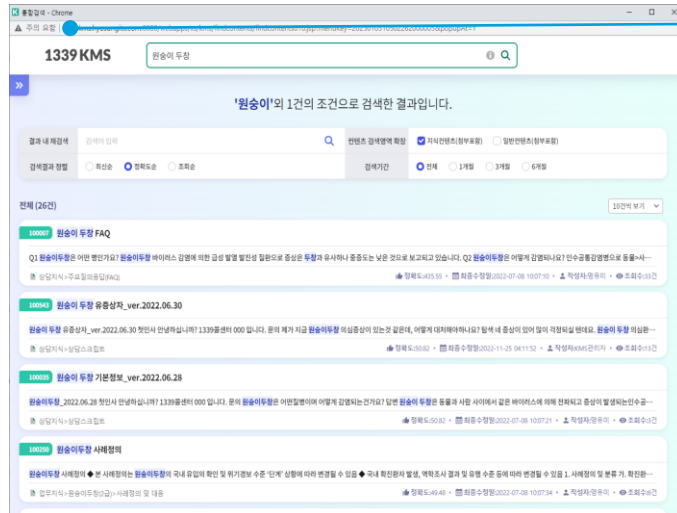 통합검색 - Chrome
주의 요함
1339 KMS
원숭이 두창
'원숭이'외 1건의 조건으로 검색한 결과입니다.
결과 내 재검색 검색어 입력 컨텐츠 검색영역 확장 지식컨텐츠(첨부포함) 일반컨텐츠(첨부포함)
검색결과 정렬 최신순 정확도순 조회순 검색기간 전체 1개월 3개월 6개월
전체 (26건) 10건씩 보기
100007 원숭이 두창 FAQ
Q1 원숭이두창은 어떤 병인가요? 원숭이두창 바이러스 감염에 의한 급성 발열 발진성 질환으로 증상은 두창과 유사하나 중증도는 낮은 것으로 보고되고 있습니다. Q2 원숭이두창은 어떻게 감염되나요? 인수공통감염병으로 동물>사…
상담지식>주요질의응답(FAQ) 정확도:435.55 • 최종수정일:2022-07-08 10:07:10 • 작성자:명유미 • 조회수:33건
100543 원숭이 두창 유증상자_ver.2022.06.30
원숭이 두창 유증상자_ver.2022.06.30 첫인사 안녕하십니까? 1339콜센터 000 입니다. 문의 제가 지금 원숭이두창 의심증상이 있는것 같은데, 어떻게 대처해야하나요? 탐색 네 증상이 있어 많이 걱정되실 텐데요. 원숭이 두창 의심환…
상담지식>상담스크립트 정확도:50.82 • 최종수정일:2022-11-25 04:11:52 • 작성자:KMS관리자 • 조회수:13건
100035 원숭이 두창 기본정보_ver.2022.06.28
원숭이두창_2022.06.28 첫인사 안녕하십니까? 1339콜센터 000 입니다. 문의 원숭이두창은 어떤질병이며 어떻게 감염되는건가요? 답변 원숭이 두창은 동물과 사람 사이에서 같은 바이러스에 의해 전파되고 증상이 발생되는인수공…
상담지식>상담스크립트 정확도:50.82 • 최종수정일:2022-07-08 10:07:21 • 작성자:명유미 • 조회수:3건
100250 원숭이두창 사례정의
원숭이두창 사례정의 ◆ 본 사례정의는 원숭이두창의 국내 유입의 확인 및 위기경보 수준 '단계' 상황에 따라 변경될 수 있음 ◆ 국내 확진환자 발생, 역학조사 결과 및 유행 수준 등에 따라 변경될 수 있음 1. 사례정의 및 분류 가. 확진환…
업무지식>원숭이두창(2급)>사례정의 및 대응 정확도:49.48 • 최종수정일:2022-07-08 10:07:34 • 작성자:명유미 • 조회수:8건